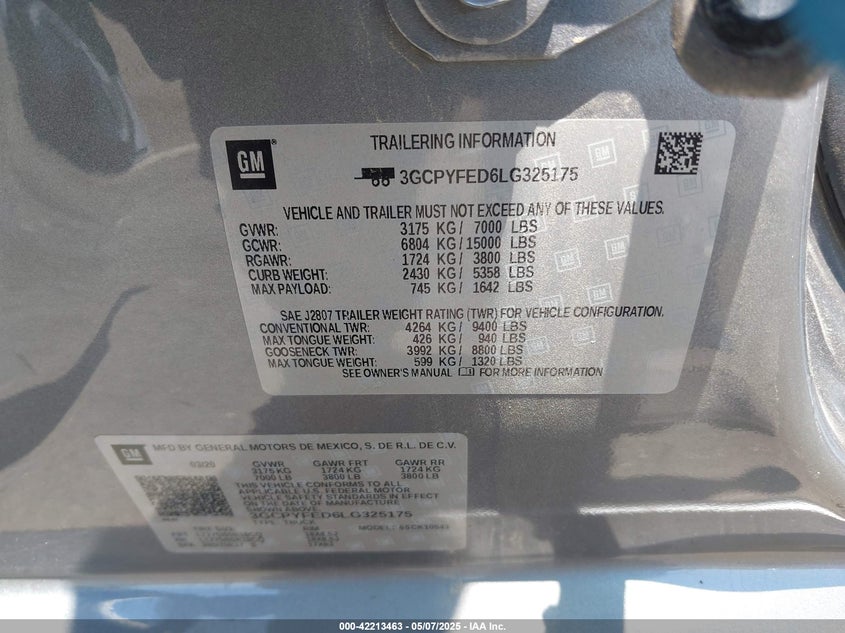 GM
TRAILERING INFORMATION
3GCPYFED6LG325175
VEHICLE AND TRAILER MUST NOT EXCEED ANY OF THESE VALUES.
GVWR: 3175 KG / 7000 LBS
GCWR: 6804 KG / 15000 LBS
RGAWR: 1724 KG / 3800 LBS
CURB WEIGHT: 2430 KG / 5358 LBS
MAX PAYLOAD: 745 KG / 1642 LBS
SAE J2807 TRAILER WEIGHT RATING (TWR) FOR VEHICLE CONFIGURATION.
CONVENTIONAL TWR: 4264 KG / 9400 LBS
MAX TONGUE WEIGHT: 426 KG / 940 LBS
GOOSENECK TWR: 3992 KG / 8800 LBS
MAX TONGUE WEIGHT: 599 KG / 1320 LBS
SEE OWNER'S MANUAL FOR MORE INFORMATION
GM
MFD BY GENERAL MOTORS DE MEXICO, S. DE R.L. DE C.V.
03/20 GVWR GAWR FRT GAWR RR
3175 KG 1724 KG 1724 KG
7000 LB 3800 LB 3800 LB
THIS VEHICLE CONFORMS TO ALL
APPLICABLE U.S. FEDERAL MOTOR
VEHICLE SAFETY STANDARDS IN EFFECT
SHOWN ABOVE
3GCPYFED6LG325175
TYPE: TRUCK MODEL:
TIRE SIZE RIM
000-42213463 — 05/07/2025 — IAA Inc.